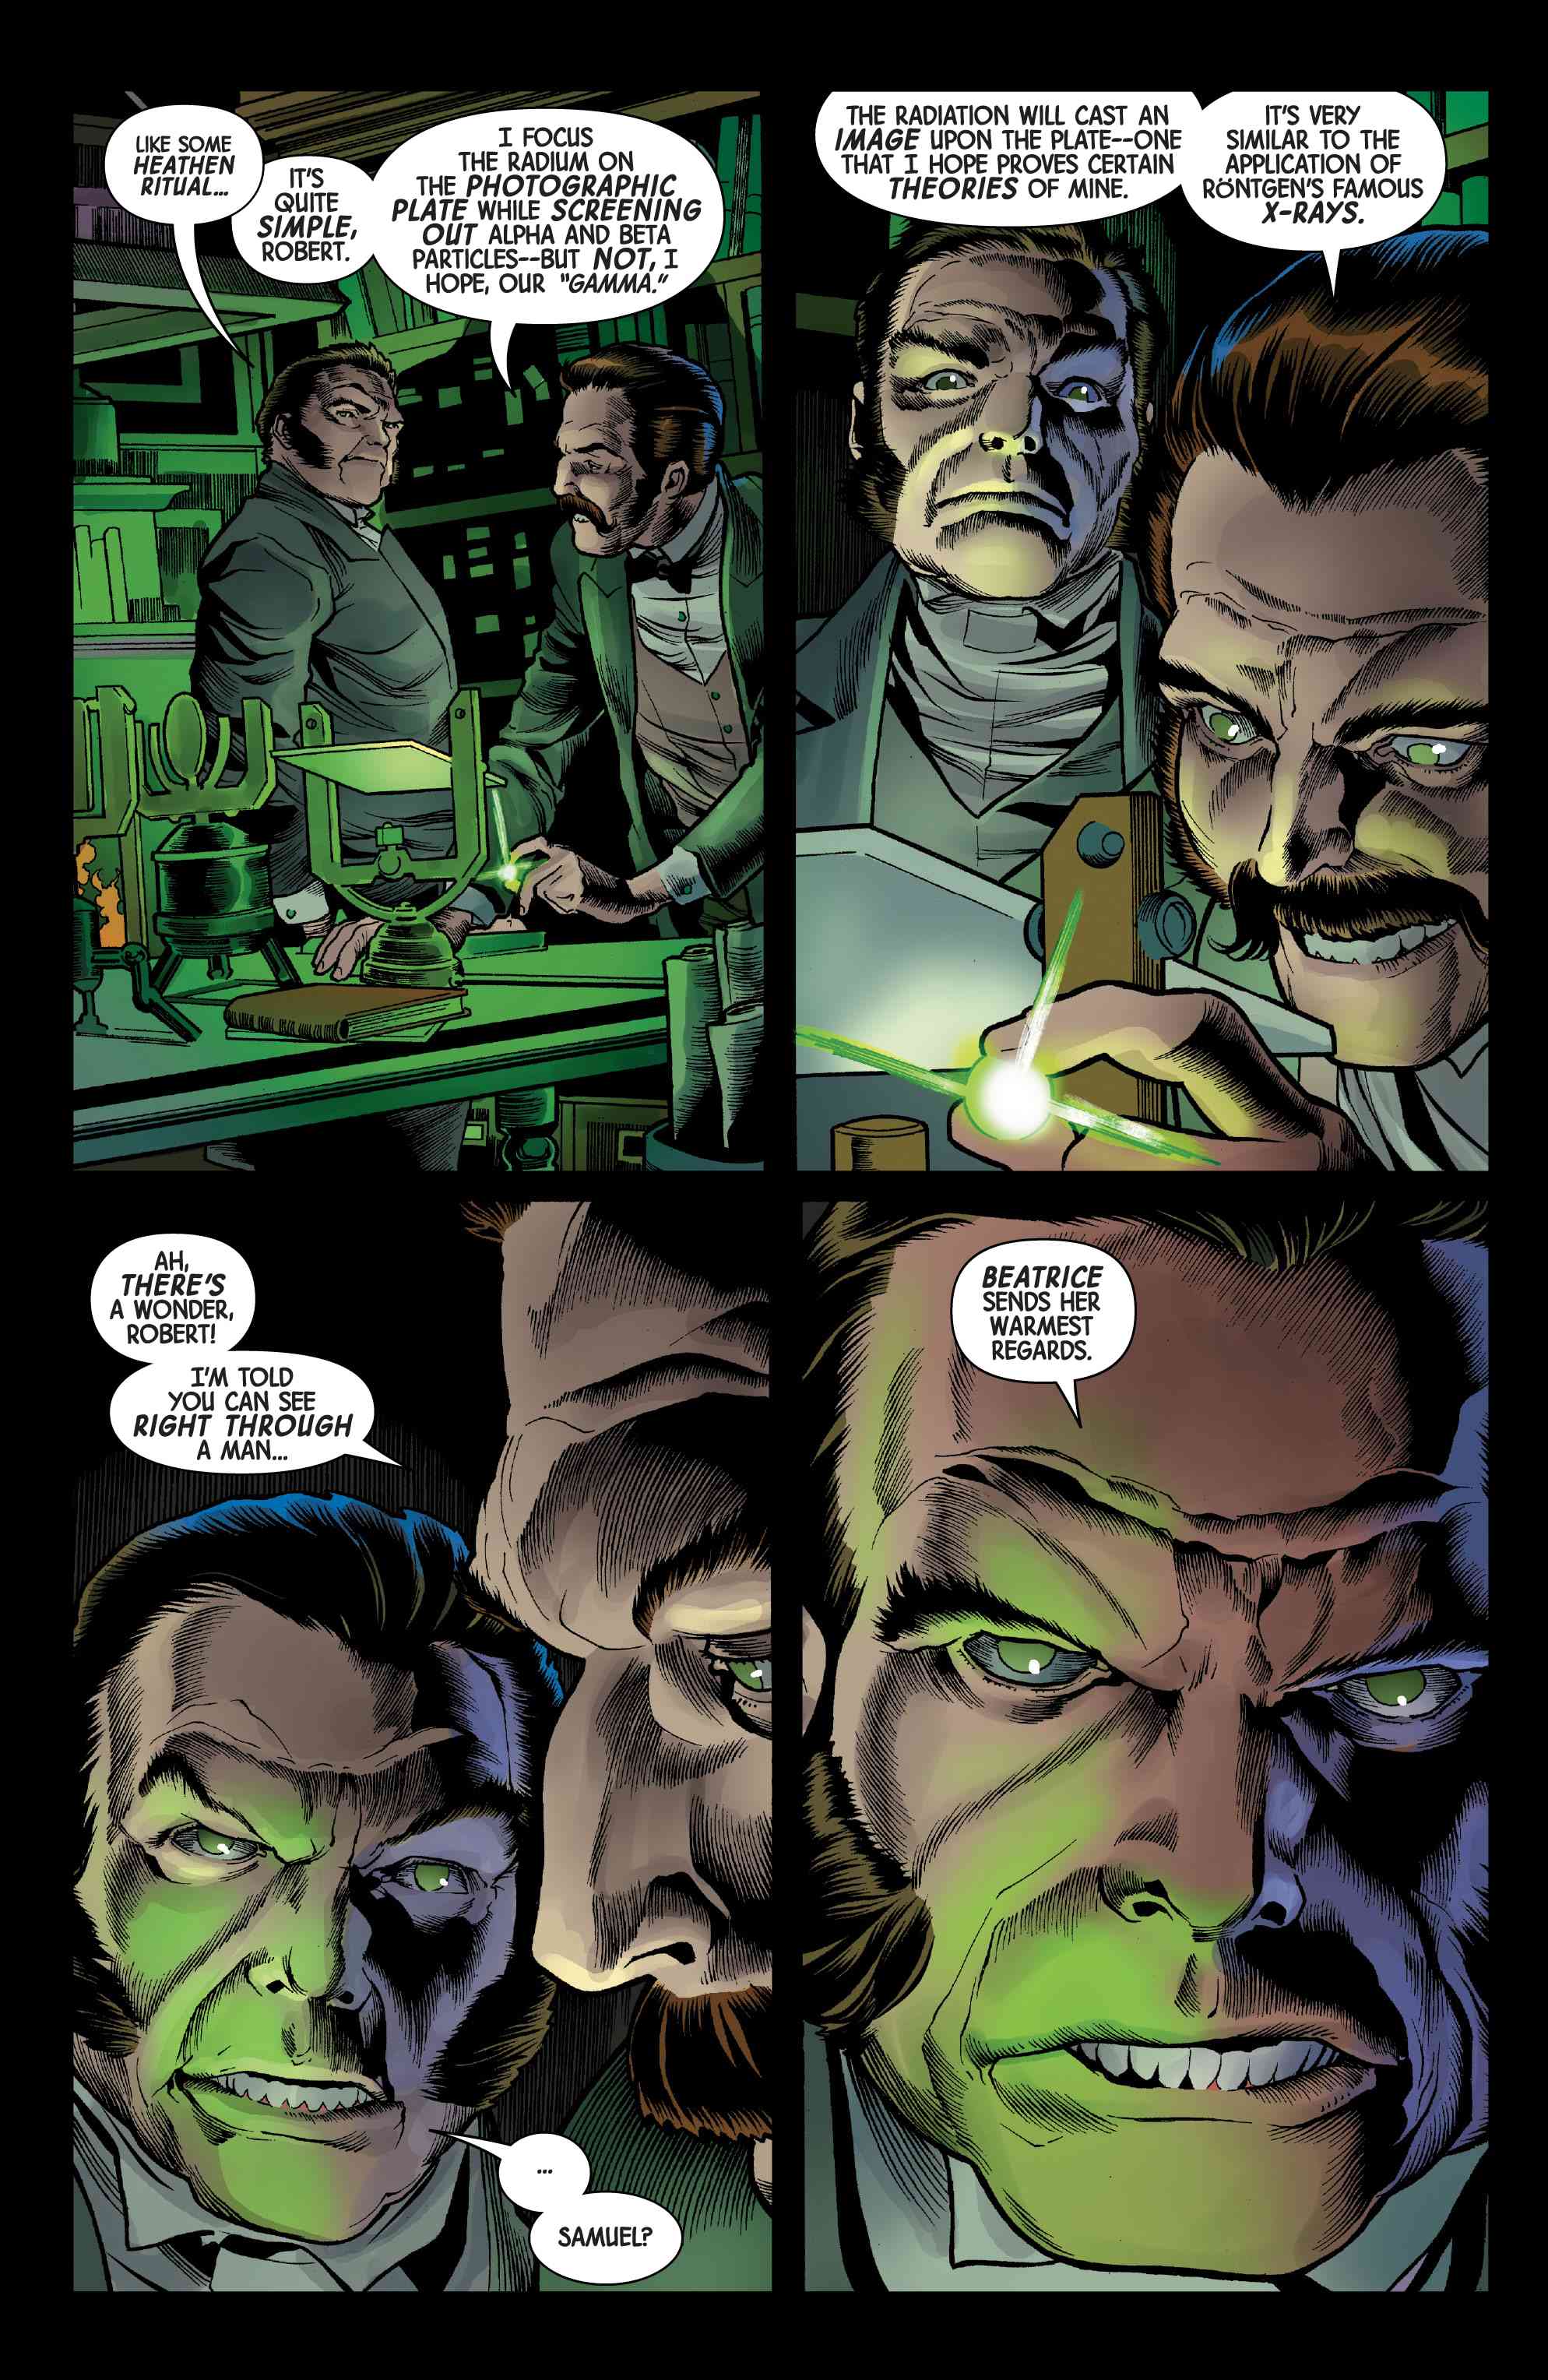 LIKE SOME
HEATHEN
RITUAL...
IT'S
QUITE
SIMPLE,
ROBERT.
I FOCUS
THE RADIUM ON
THE PHOTOGRAPHIC
PLATE WHILE SCREENING
OUT ALPHA AND BETA
PARTICLES--BUT NOT, I
HOPE, OUR "GAMMA."
THE RADIATION WILL CAST AN
IMAGE UPON THE PLATE--ONE
THAT I HOPE PROVES CERTAIN
THEORIES OF MINE.
IT'S VERY
SIMILAR TO THE
APPLICATION OF
RÖNTGEN'S FAMOUS
X-RAYS.
AH,
THERE'S
A WONDER,
ROBERT!
I'M TOLD
YOU CAN SEE
RIGHT THROUGH
A MAN...
...
SAMUEL?
BEATRICE
SENDS HER
WARMEST
REGARDS.